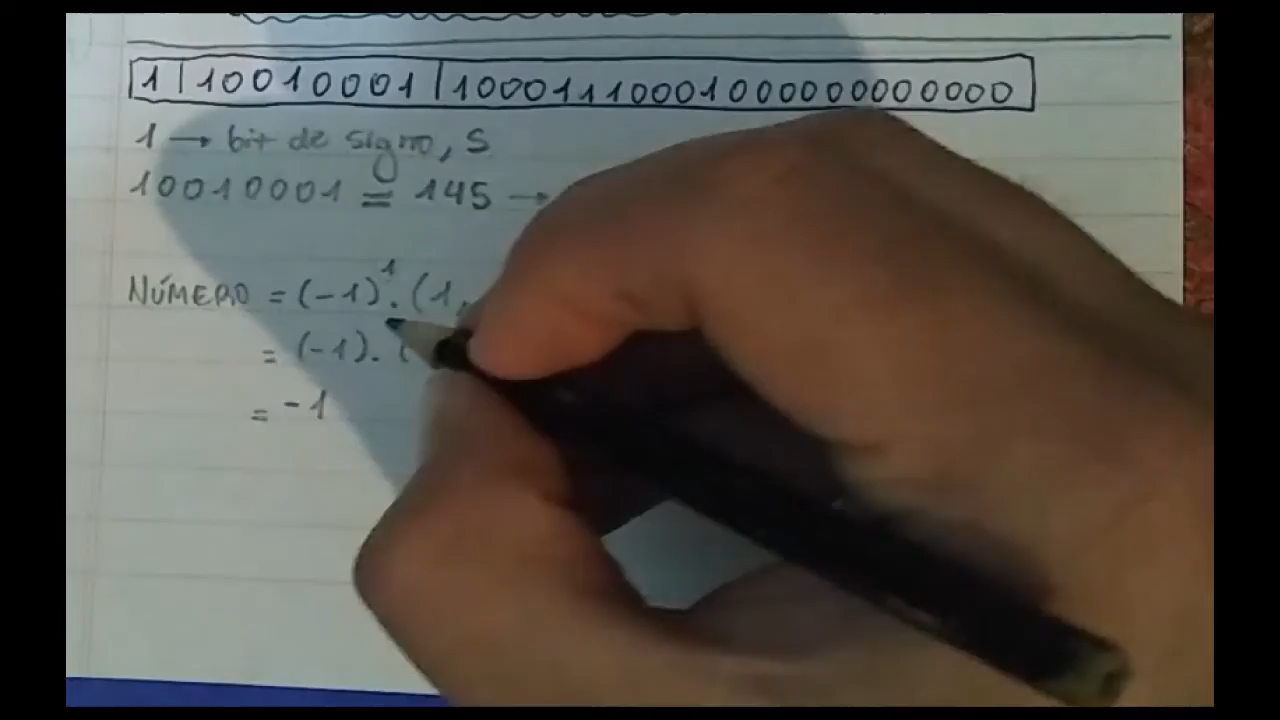 1 | 10010001 | 10001110001000000000000
1 → bit de signo, S
10010001 = 145 →
NÚMERO = (-1)¹. (1,
= (-1). (
= -1